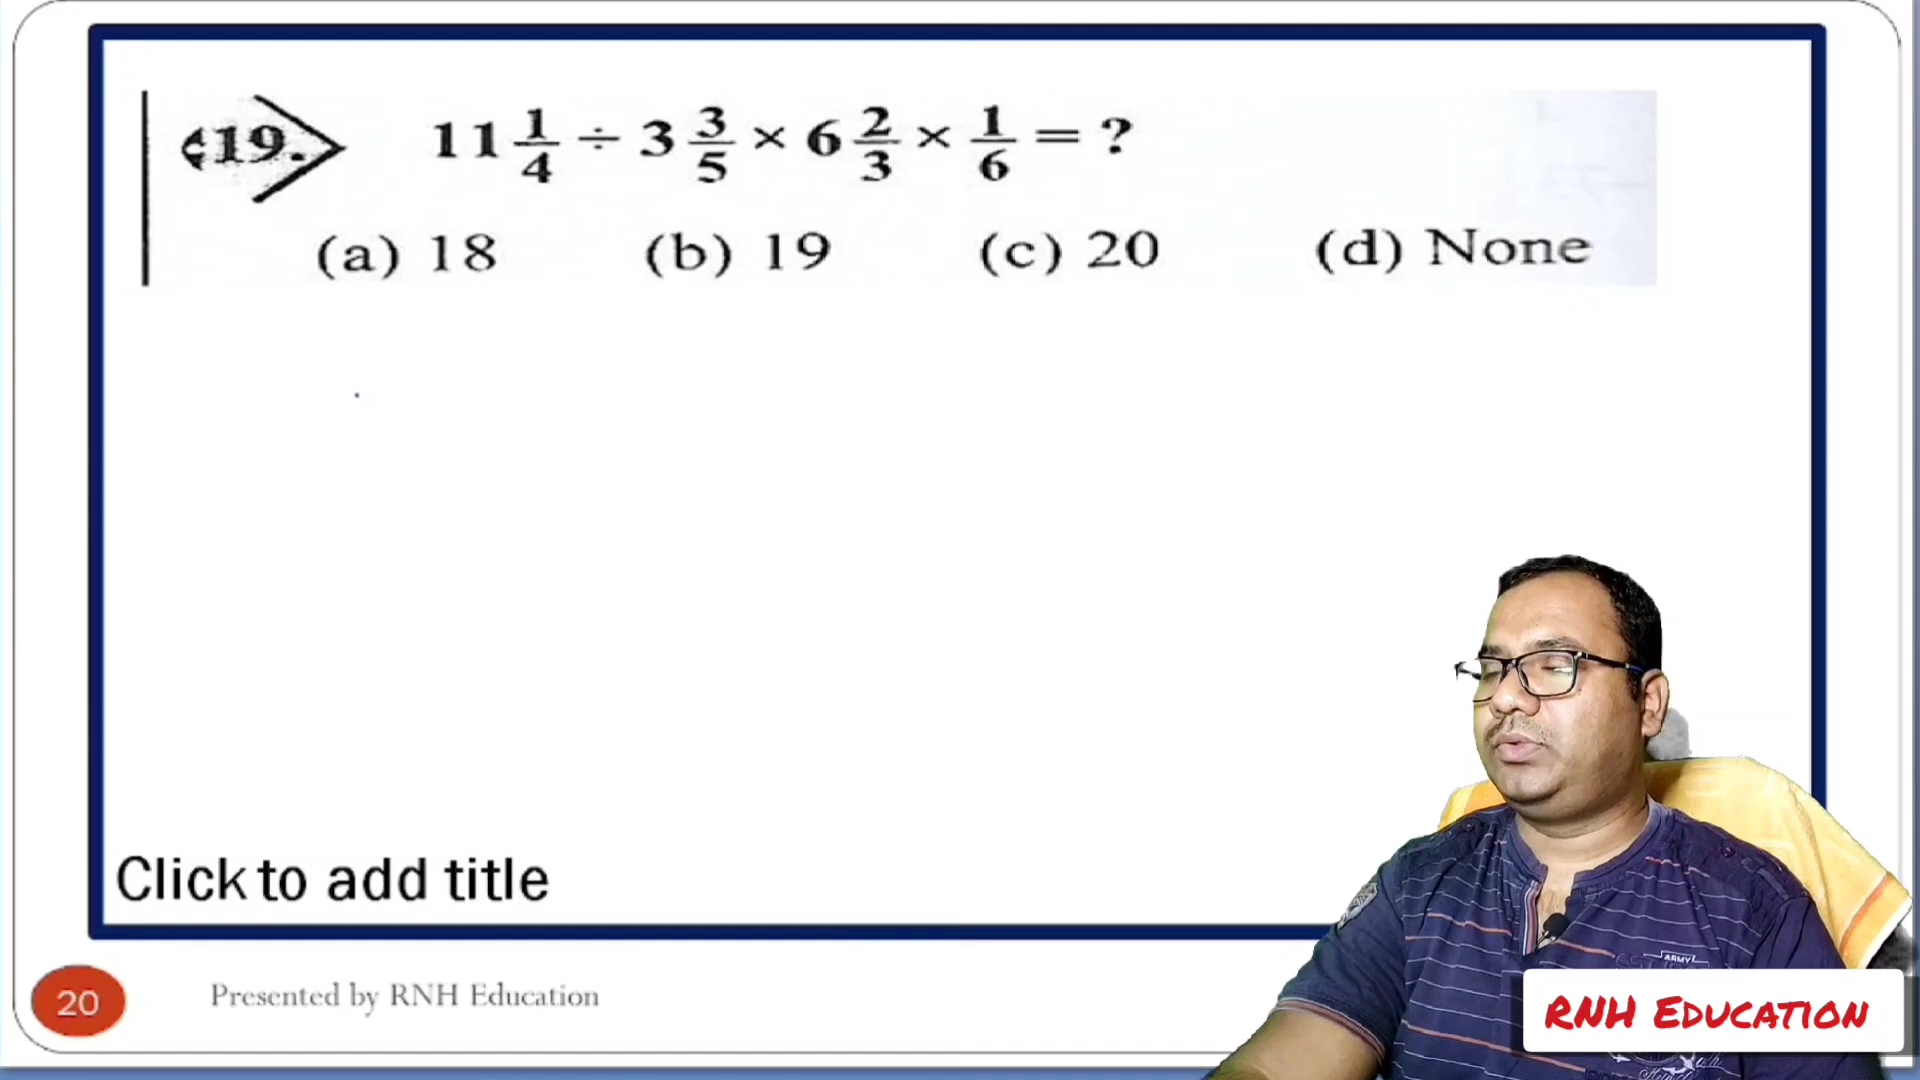 19. 11 1/4 ÷ 3 3/5 × 6 2/3 × 1/6 = ?
(a) 18 (b) 19 (c) 20 (d) None
Click to add title
20 Presented by RNH Education
ARMY
RNH EDUCATION